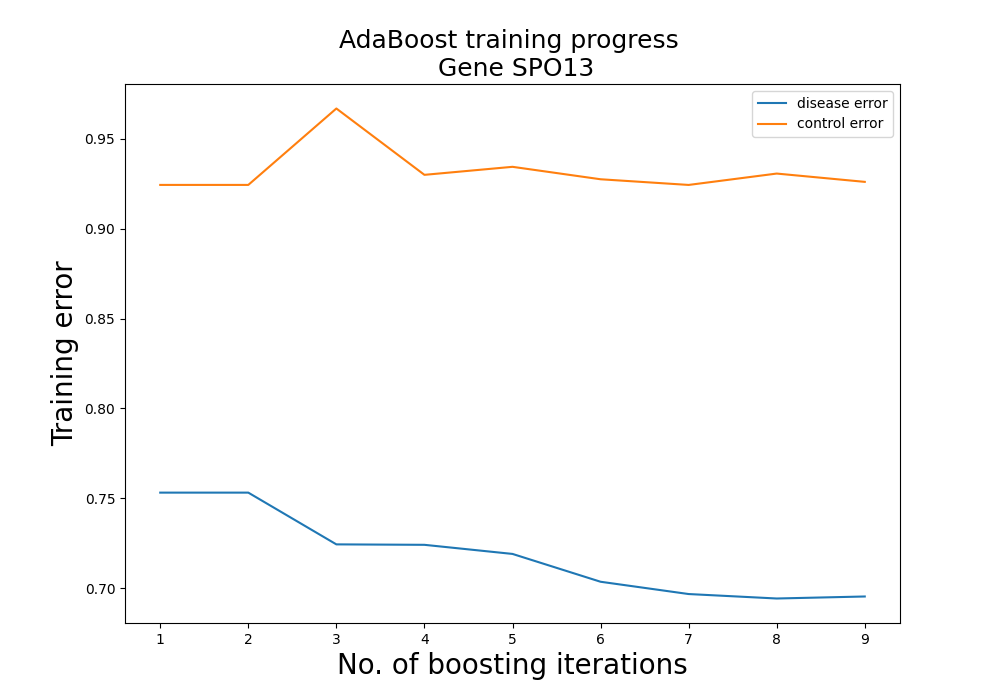 AdaBoost training progress
Gene SPO13
disease error
control error
0.95
0.90
0.85
0.80
0.75
0.70
Training error
1 2 3 4 5 6 7 8 9
No. of boosting iterations